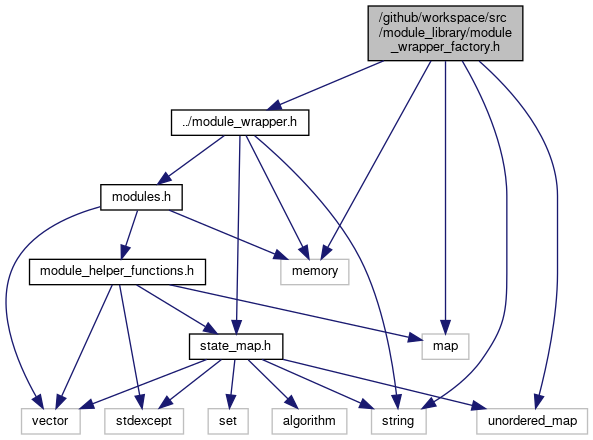 /github/workspace/src
/module_library/module
_wrapper_factory.h
../module_wrapper.h
modules.h
module_helper_functions.h
memory
state_map.h
map
vector
stdexcept
set
algorithm
string
unordered_map